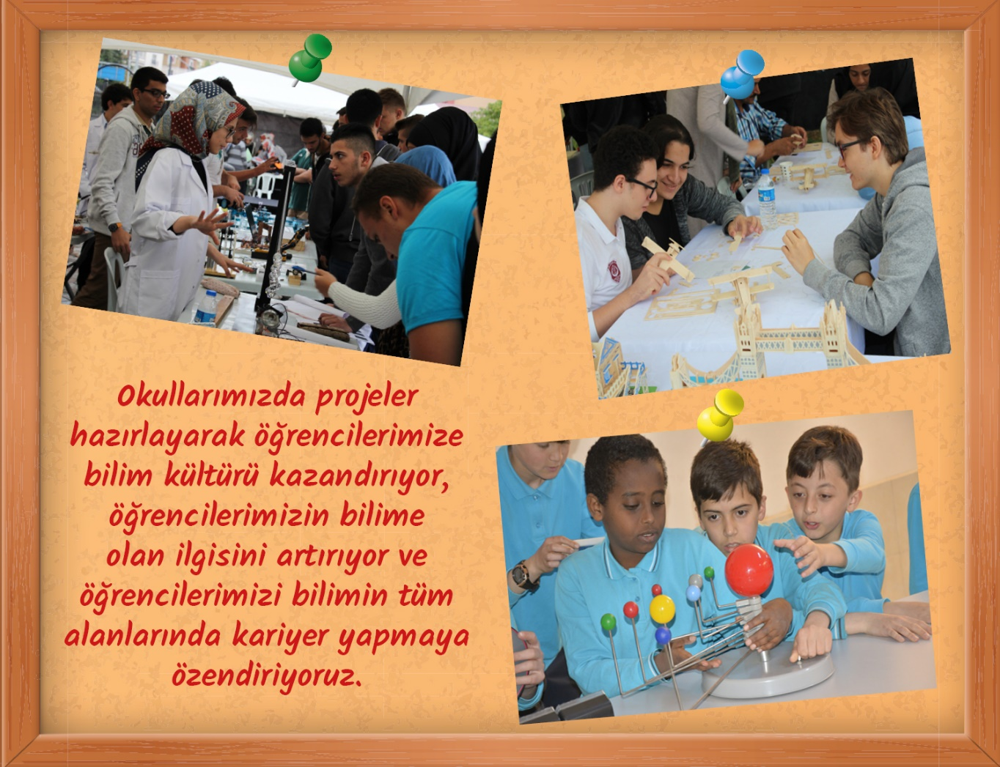 Okullarımızda projeler
hazırlayarak öğrencilerimize
bilim kültürü kazandırıyor,
öğrencilerimizin bilime
olan ilgisini artırıyor ve
öğrencilerimizi bilimin tüm
alanlarında kariyer yapmaya
özendiriyoruz.